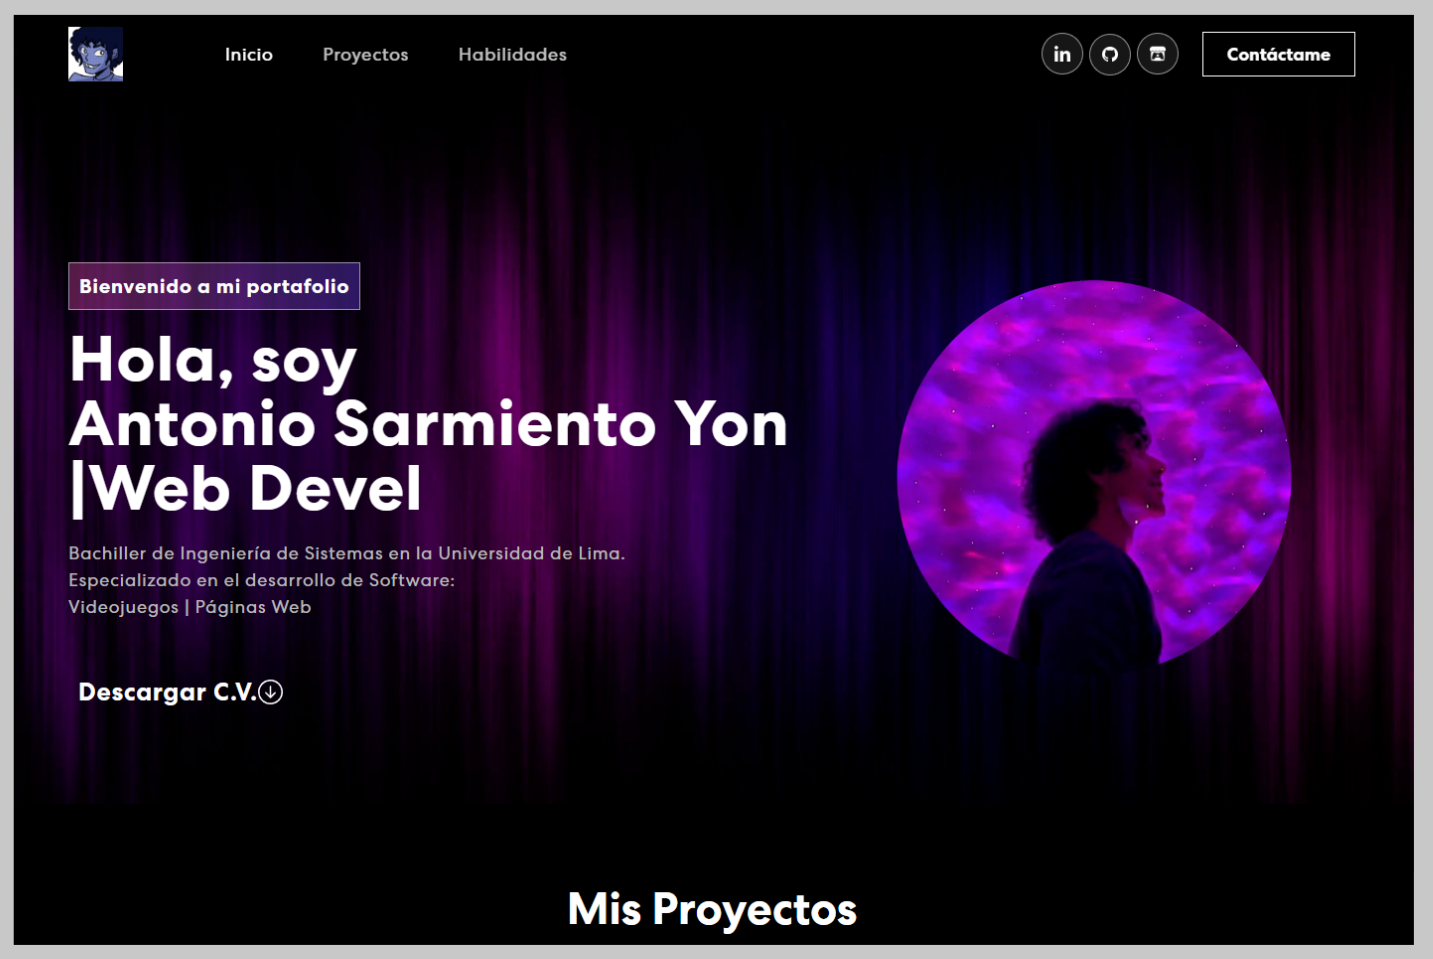 Inicio Proyectos Habilidades in Contáctame
Bienvenido a mi portafolio
Hola, soy
Antonio Sarmiento Yon
|Web Devel
Bachiller de Ingeniería de Sistemas en la Universidad de Lima.
Especializado en el desarrollo de Software:
Videojuegos | Páginas Web
Descargar C.V.
Mis Proyectos